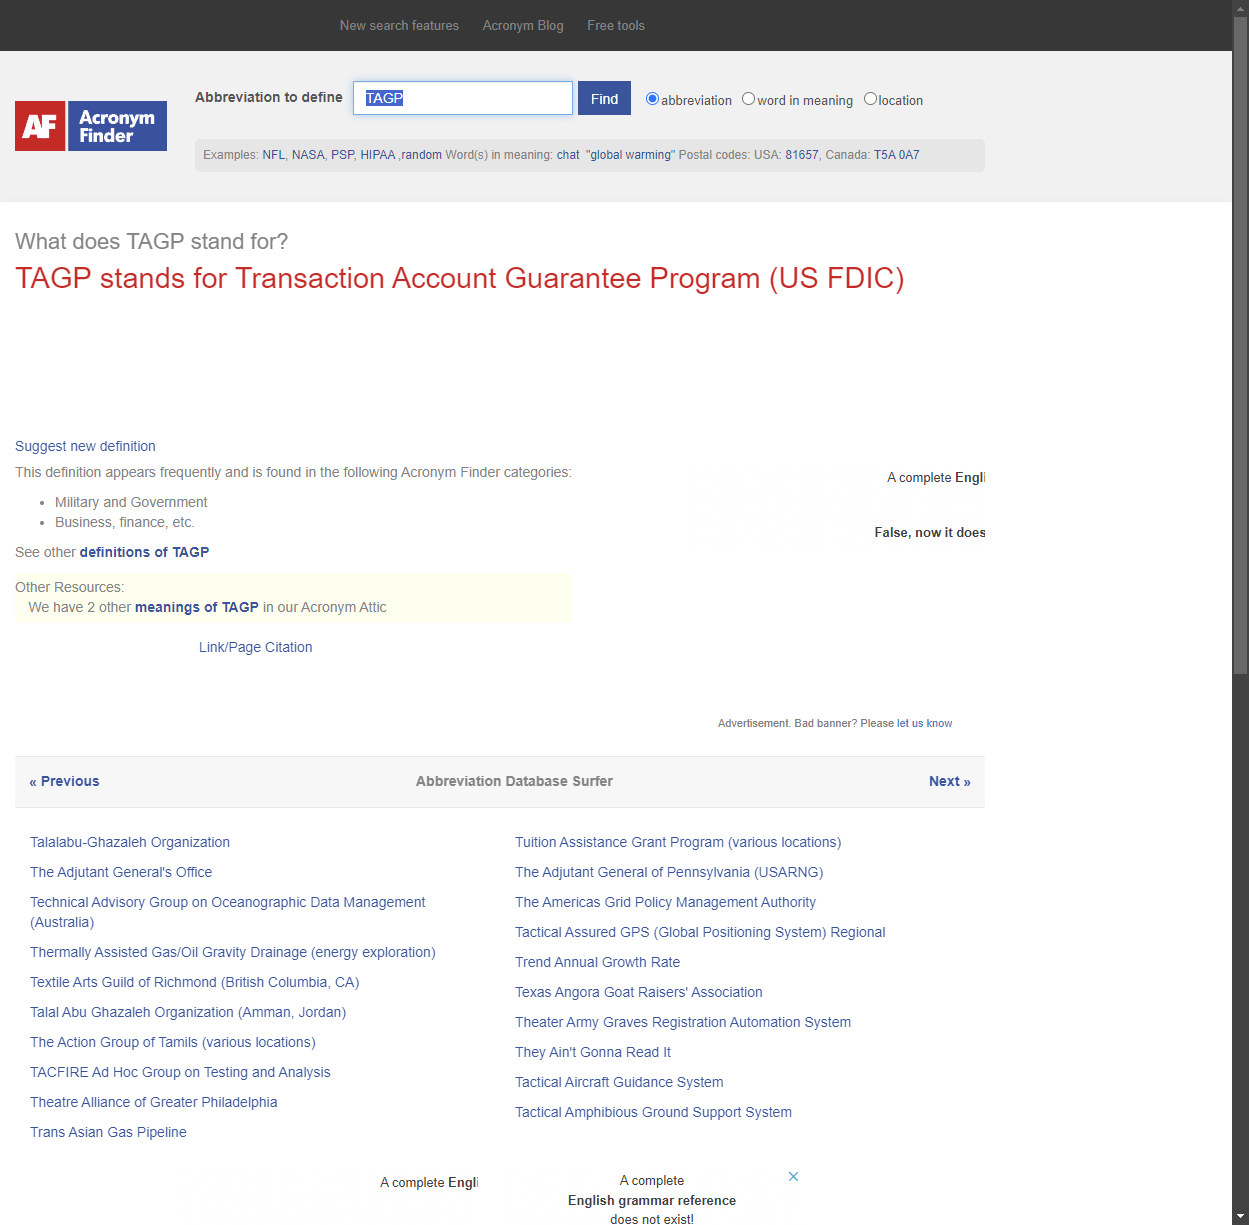 New search features Acronym Blog Free tools
AF Acronym Finder
Abbreviation to define TAGP Find abbreviation word in meaning location
Examples: NFL, NASA, PSP, HIPAA ,random Word(s) in meaning: chat "global warming" Postal codes: USA: 81657, Canada: T5A 0A7
What does TAGP stand for?
TAGP stands for Transaction Account Guarantee Program (US FDIC)
Suggest new definition
This definition appears frequently and is found in the following Acronym Finder categories:
• Military and Government
• Business, finance, etc.
See other definitions of TAGP
Other Resources:
We have 2 other meanings of TAGP in our Acronym Attic
Link/Page Citation
A complete Engli
False, now it does
Advertisement. Bad banner? Please let us know
« Previous Abbreviation Database Surfer Next »
Talalabu-Ghazaleh Organization
The Adjutant General's Office
Technical Advisory Group on Oceanographic Data Management
(Australia)
Thermally Assisted Gas/Oil Gravity Drainage (energy exploration)
Textile Arts Guild of Richmond (British Columbia, CA)
Talal Abu Ghazaleh Organization (Amman, Jordan)
The Action Group of Tamils (various locations)
TACFIRE Ad Hoc Group on Testing and Analysis
Theatre Alliance of Greater Philadelphia
Trans Asian Gas Pipeline
Tuition Assistance Grant Program (various locations)
The Adjutant General of Pennsylvania (USARNG)
The Americas Grid Policy Management Authority
Tactical Assured GPS (Global Positioning System) Regional
Trend Annual Growth Rate
Texas Angora Goat Raisers' Association
Theater Army Graves Registration Automation System
They Ain't Gonna Read It
Tactical Aircraft Guidance System
Tactical Amphibious Ground Support System
A complete Engli
A complete
English grammar reference
does not exist!